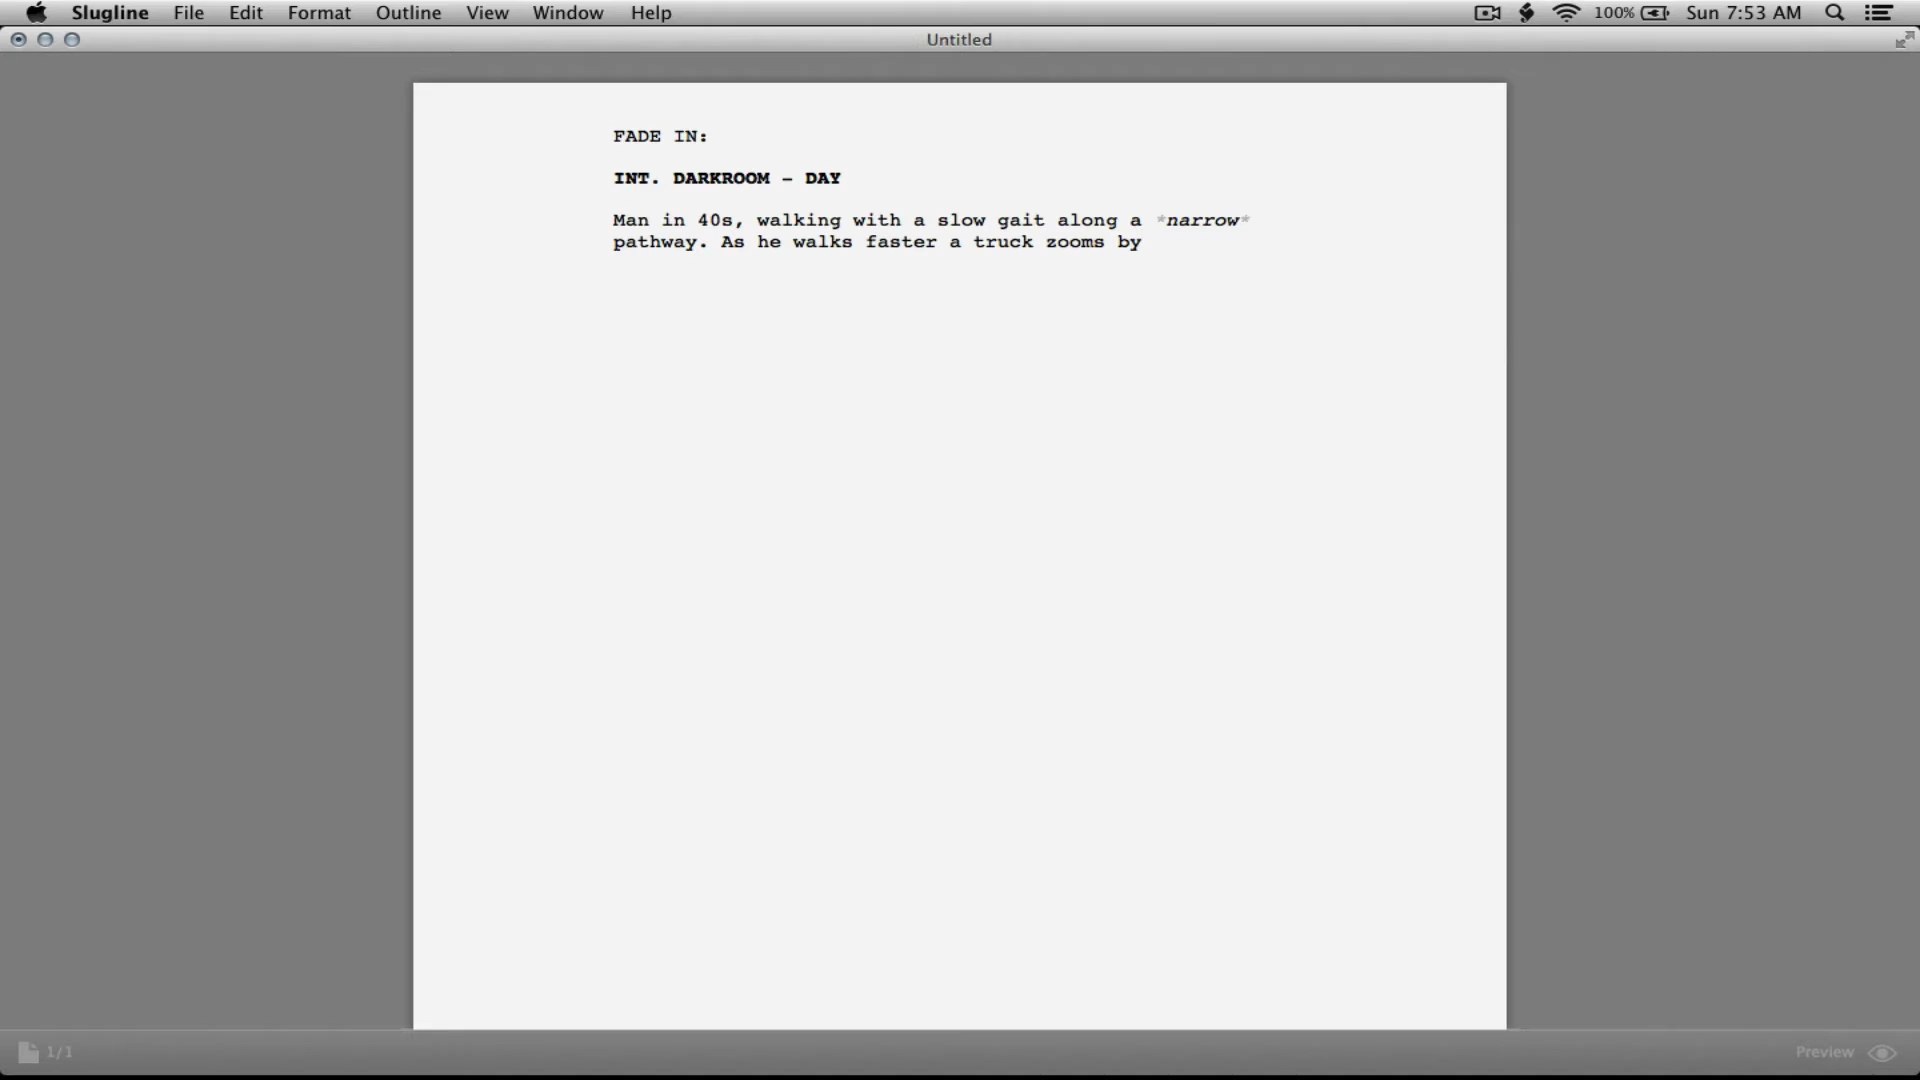 Slugline File Edit Format Outline View Window Help 100% Sun 7:53 AM
Untitled
FADE IN:
INT. DARKROOM - DAY
Man in 40s, walking with a slow gait along a *narrow*
pathway. As he walks faster a truck zooms by
1/1 Preview